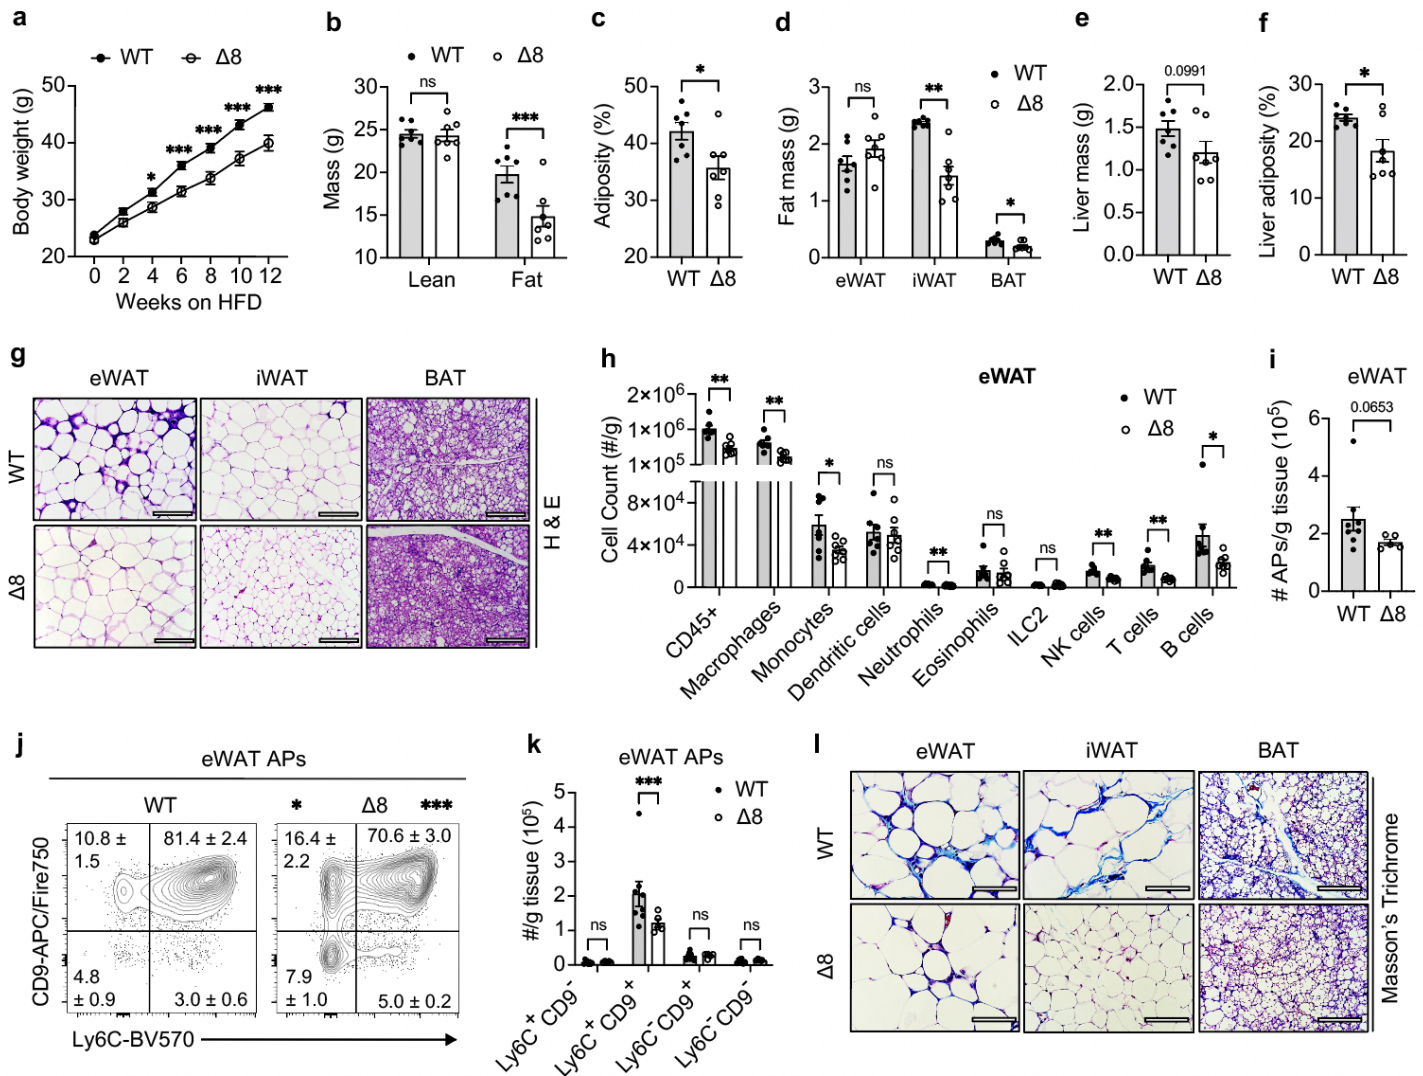 a
WT Δ8
Body weight (g)
50
40
30
20
* *** *** *** ***
0 2 4 6 8 10 12
Weeks on HFD
b
WT Δ8
Mass (g)
30
25
20
15
10
ns
***
Lean Fat
c
Adiposity (%)
50
40
30
20
*
WT Δ8
d
WT
Δ8
Fat mass (g)
3
2
1
0
ns ** *
eWAT iWAT BAT
e
Liver mass (g)
2.0
1.5
1.0
0.5
0.0
0.0991
WT Δ8
f
Liver adiposity (%)
30
20
10
0
*
WT Δ8
g
eWAT iWAT BAT
WT
Δ8
H & E
h
eWAT
WT
Δ8
Cell Count (#/g)
2×10⁶
1×10⁶
1×10⁵
8×10⁴
4×10⁴
0
** ** * ns ** ns ns ** ** *
CD45+
Macrophages
Monocytes
Dendritic cells
Neutrophils
Eosinophils
ILC2
NK cells
T cells
B cells
i
eWAT
# APs/g tissue (10⁵)
6
4
2
0
0.0653
WT Δ8
j
eWAT APs
WT * Δ8 ***
10.8 ±
1.5
81.4 ± 2.4
4.8
± 0.9
3.0 ± 0.6
16.4 ±
2.2
70.6 ± 3.0
7.9
± 1.0
5.0 ± 0.2
CD9-APC/Fire750
Ly6C-BV570
k
eWAT APs
WT
Δ8
#/g tissue (10⁵)
5
4
3
2
1
0
ns *** ns ns
Ly6C⁺ CD9⁻
Ly6C⁺ CD9⁺
Ly6C⁻ CD9⁺
Ly6C⁻ CD9⁻
l
eWAT iWAT BAT
WT
Δ8
Masson's Trichrome